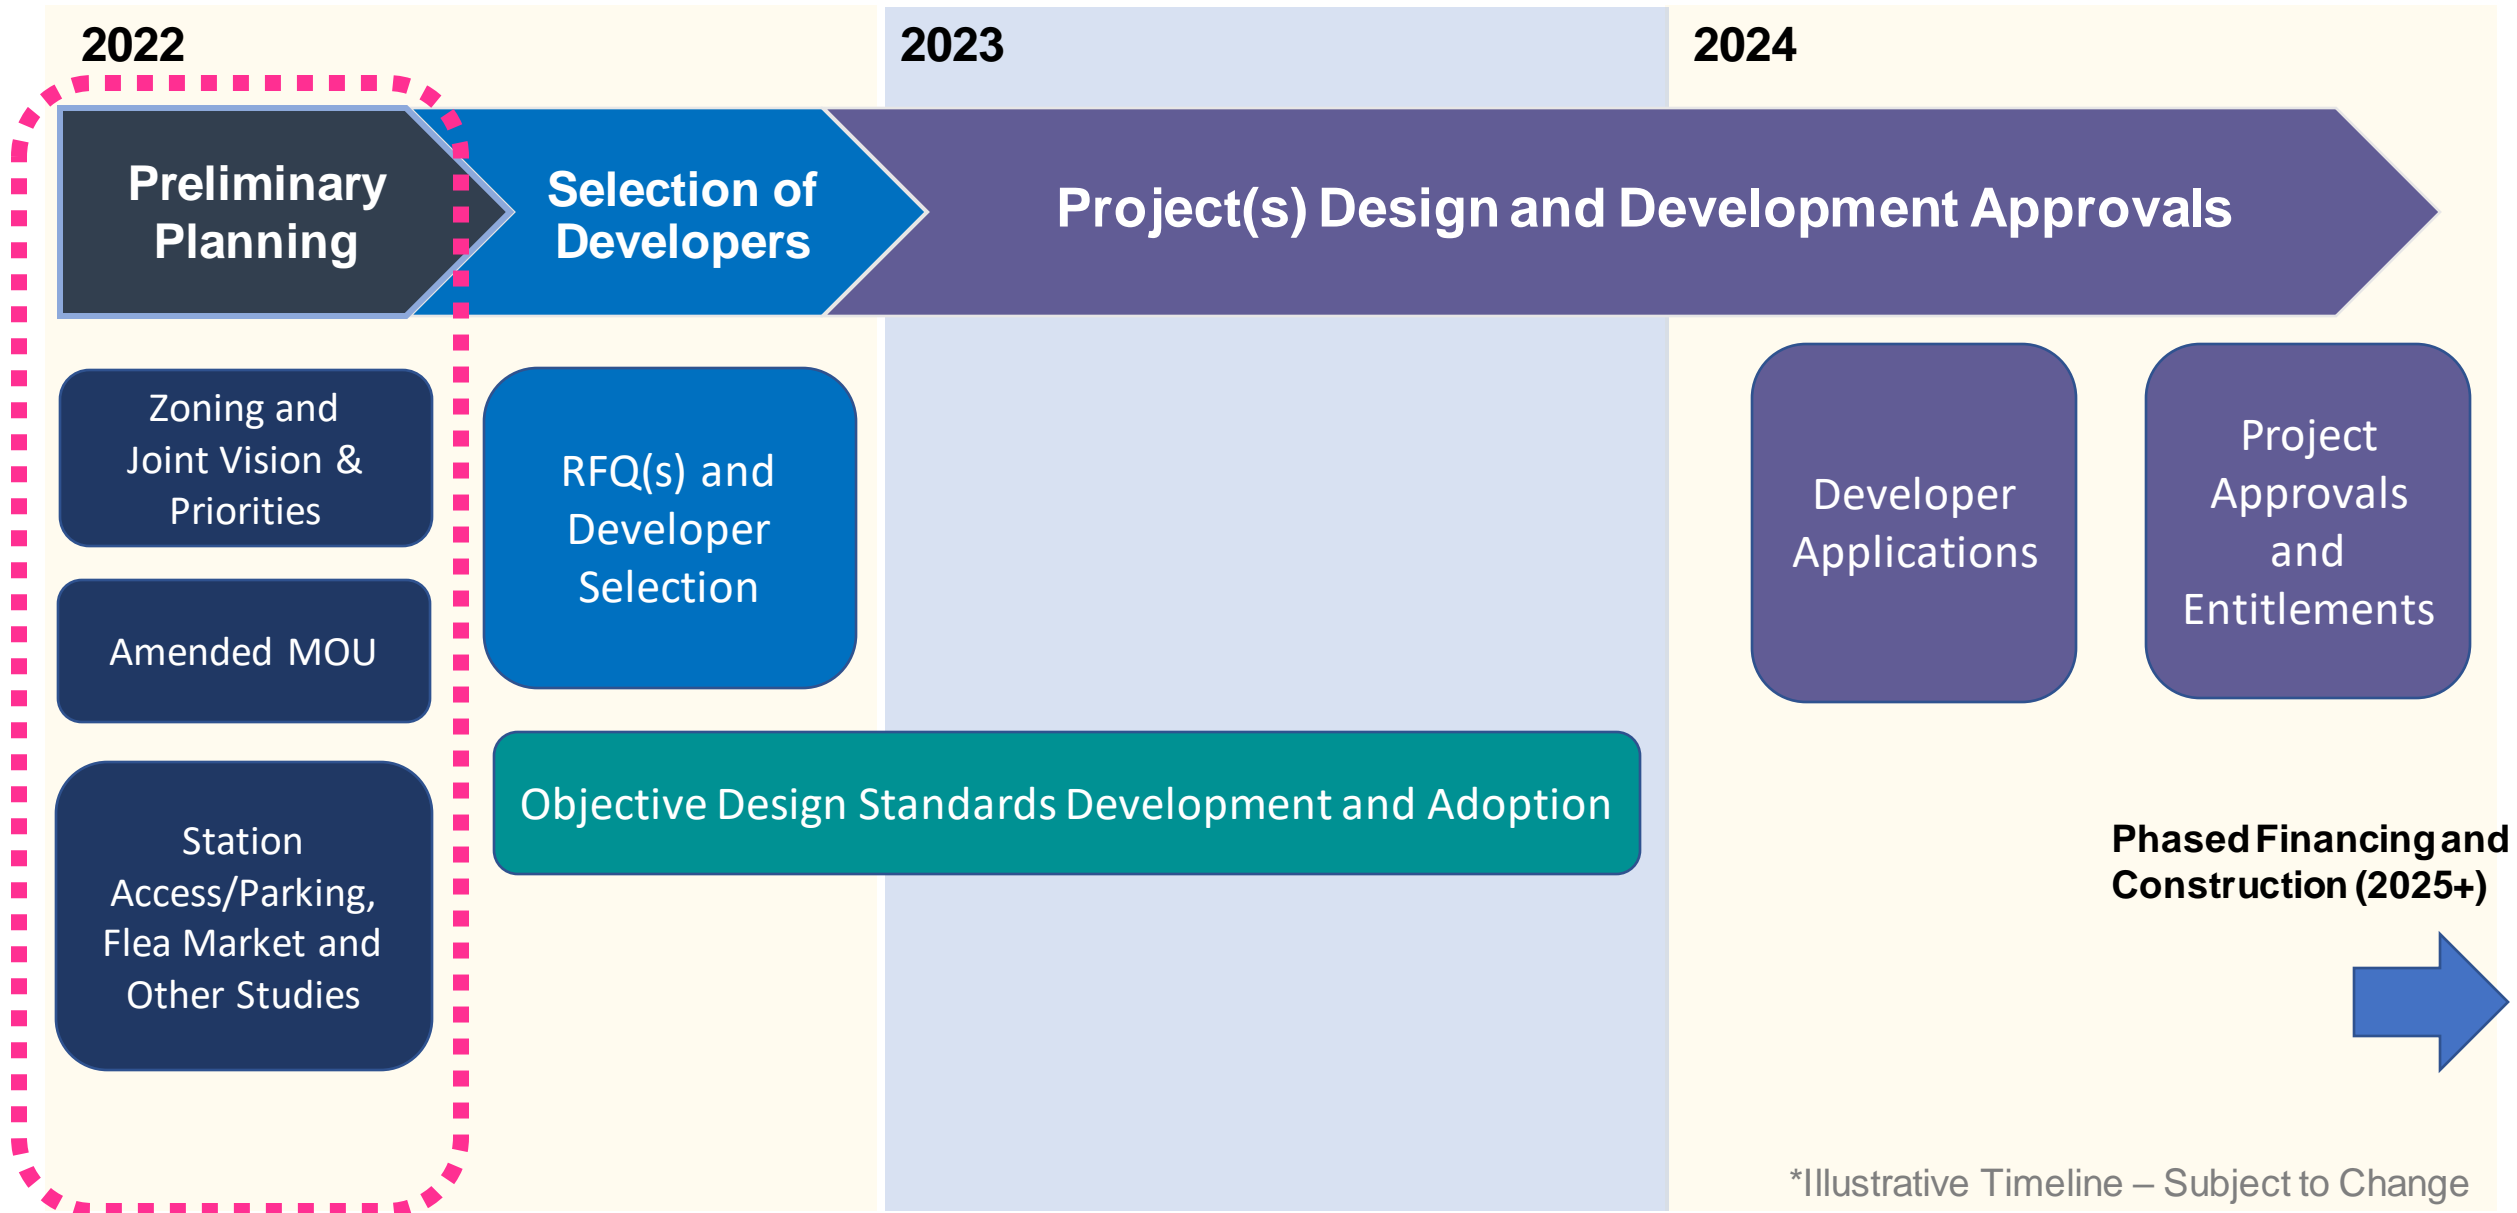 2022
2023
2024
Preliminary
Planning
Selection of
Developers
Project(s) Design and Development Approvals
Zoning and
Joint Vision &
Priorities
Amended MOU
Station
Access/Parking,
Flea Market and
Other Studies
RFQ(s) and
Developer
Selection
Objective Design Standards Development and Adoption
Developer
Applications
Project
Approvals
and
Entitlements
Phased Financing and
Construction (2025+)
*Illustrative Timeline – Subject to Change